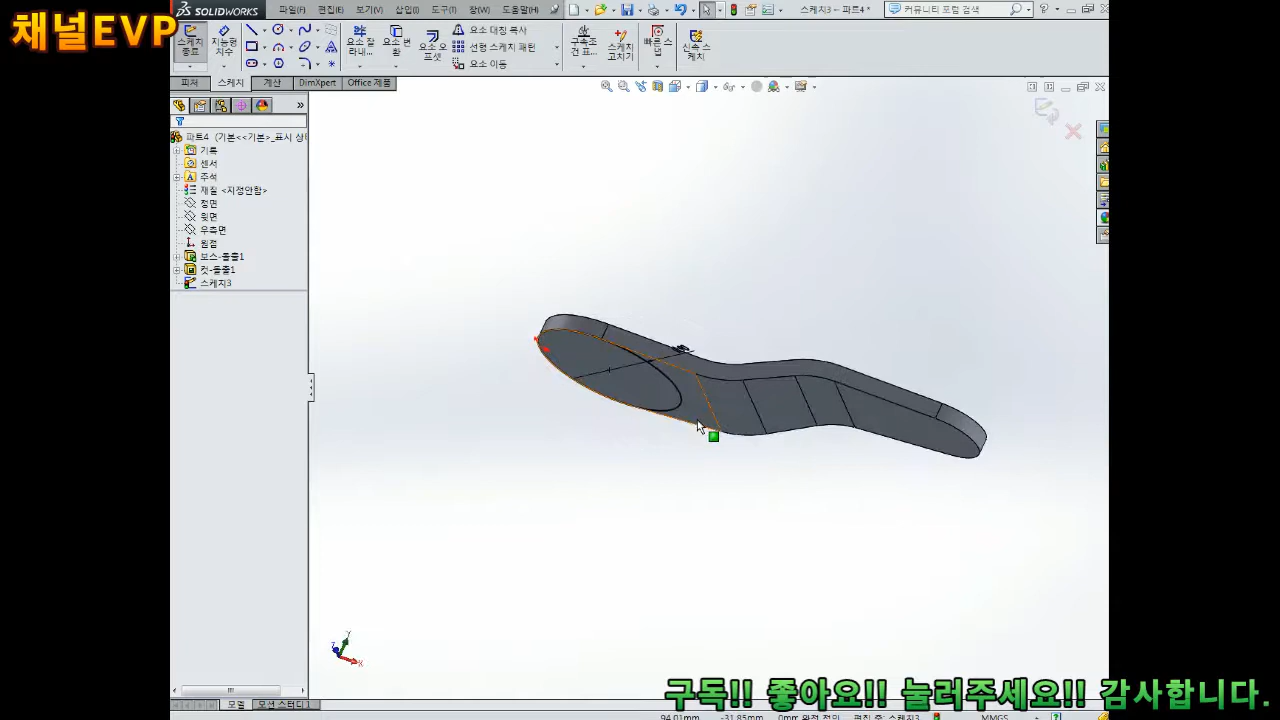 채널EVP
SOLIDWORKS
파일(F) 편집(E) 보기(V) 삽입(I) 도구(T)
도움말(H)
스케치3 - 파트4 *
커뮤니티 포럼 검색
스케치 종료
지능형 치수
요소 잘라내...
요소 변환
요소 오프셋
요소 대칭 복사
선형 스케치 패턴
요소 이동
구속조건 표...
스케치 고치기
빠른 스냅
신속 스케치
피처 스케치 계산 DimXpert Office 제품
파트4 (기본<<기본>_표시 상
기록
센서
주석
재질 <지정안함>
정면
윗면
우측면
원점
보스-돌출1
컷-돌출1
스케치3
모델 모션 스터디 1
94.01mm -31.85mm 0mm 완전 정의 편집 중: 스케치3 MMGS
구독!! 좋아요!! 눌러주세요!! 감사합니다.